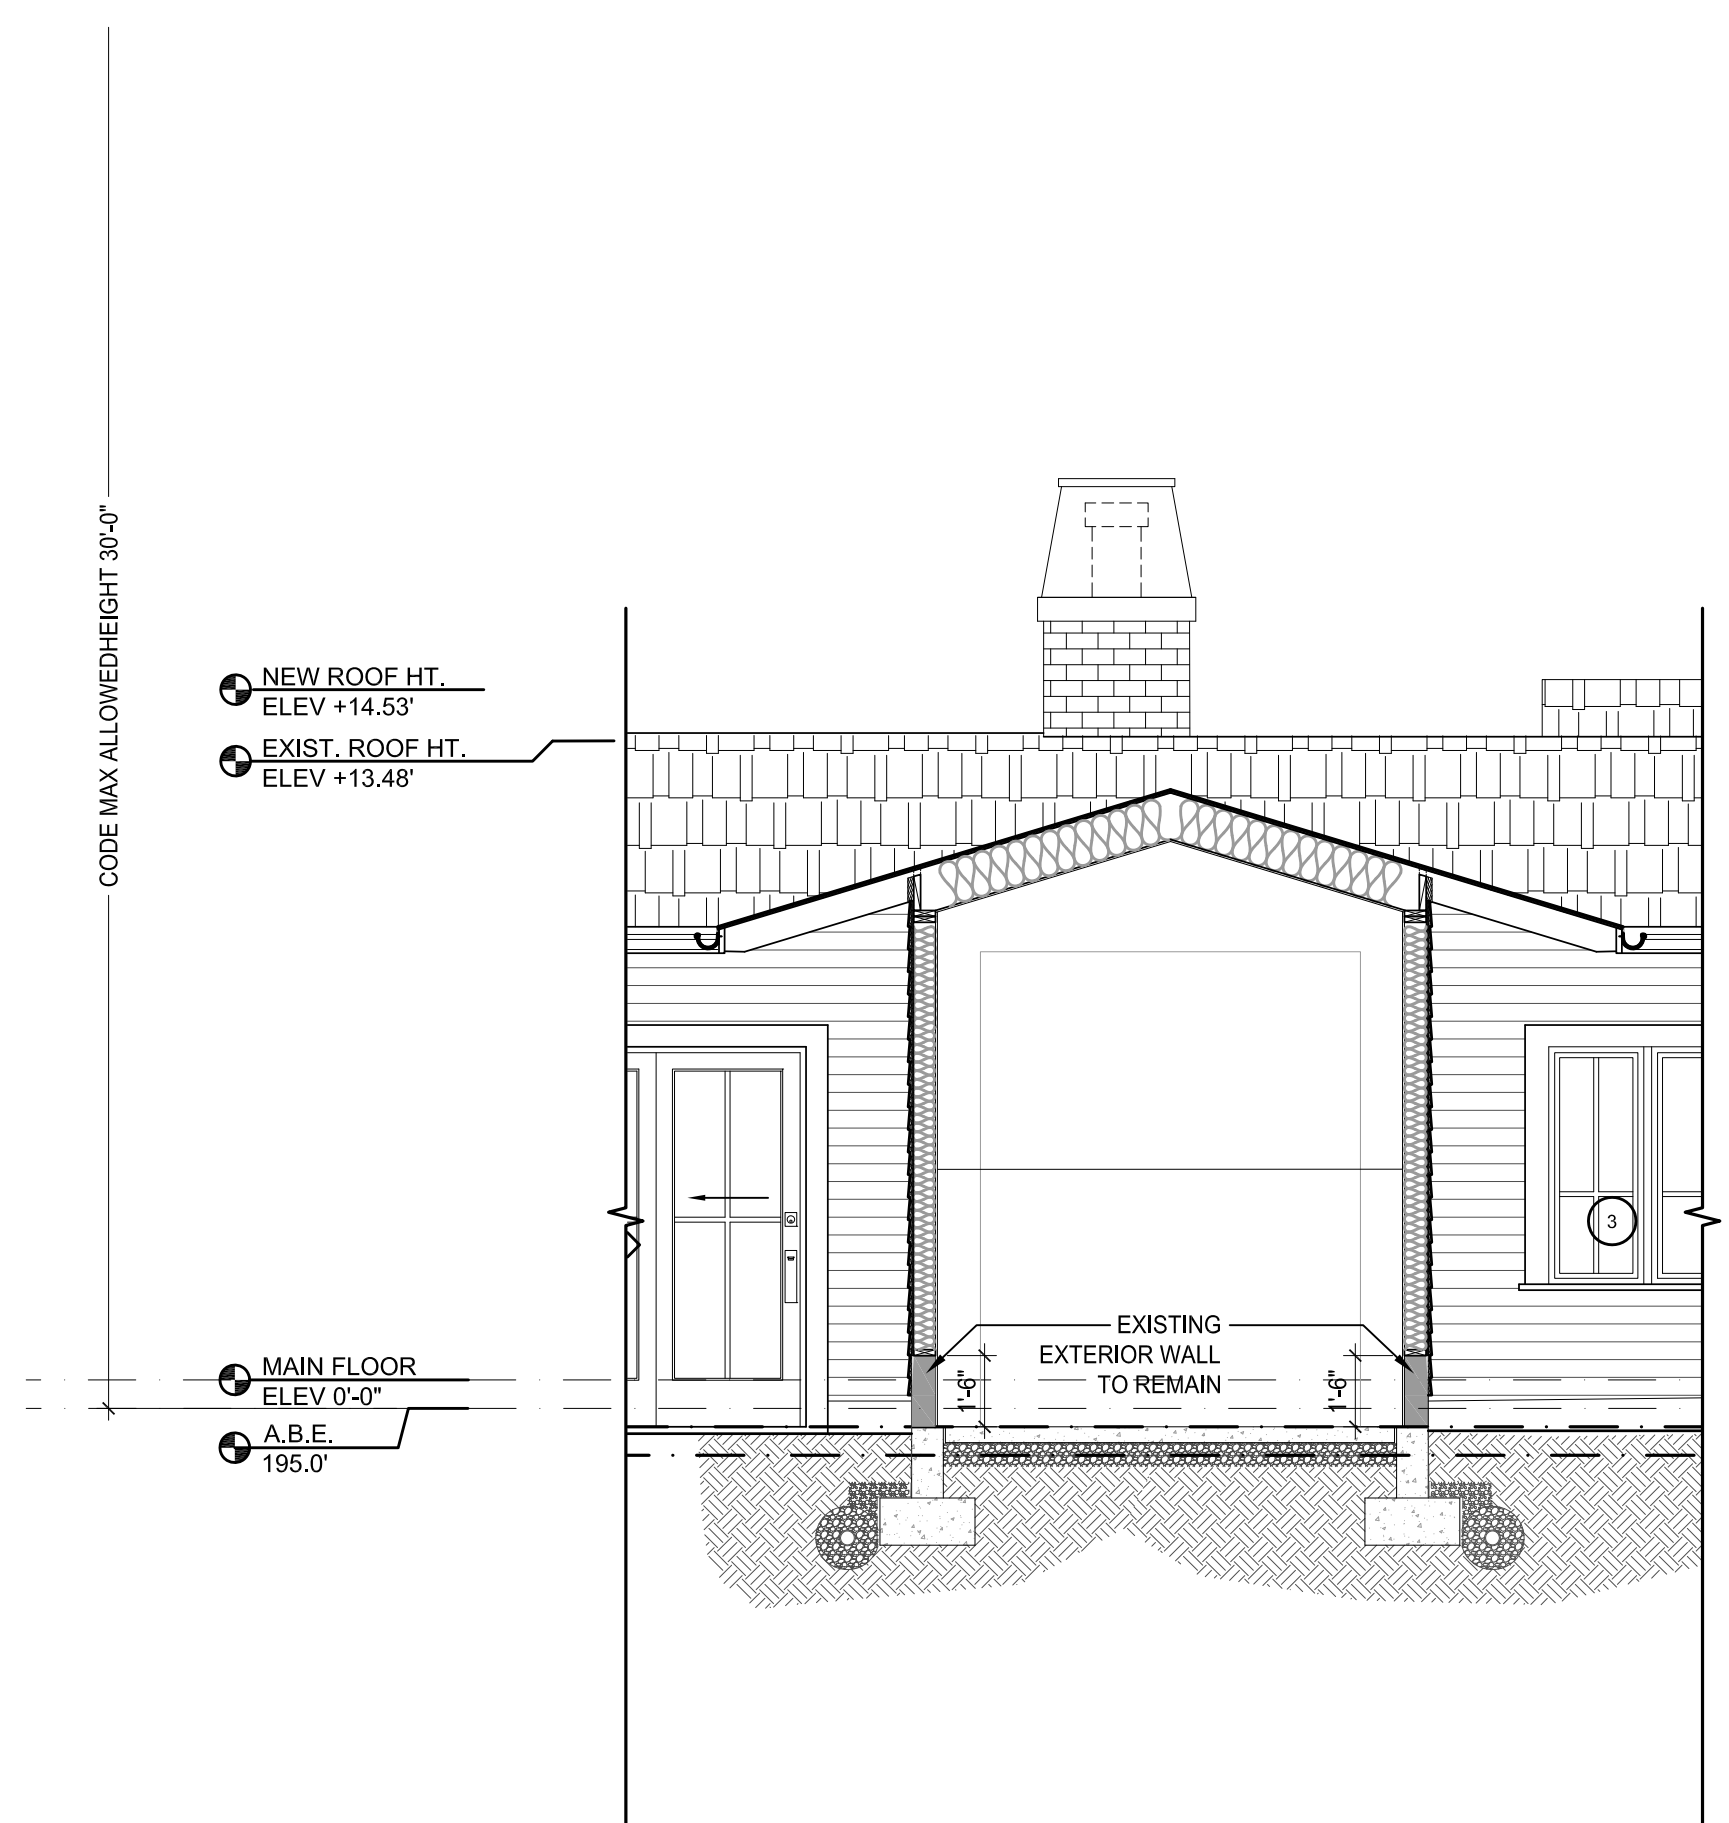 CODE MAX ALLOWEDHEIGHT 30'-0"
NEW ROOF HT.
ELEV +14.53'
EXIST. ROOF HT.
ELEV +13.48'
3
EXISTING
EXTERIOR WALL
TO REMAIN
1'-6"
1'-6"
MAIN FLOOR
ELEV 0'-0"
A.B.E.
195.0'